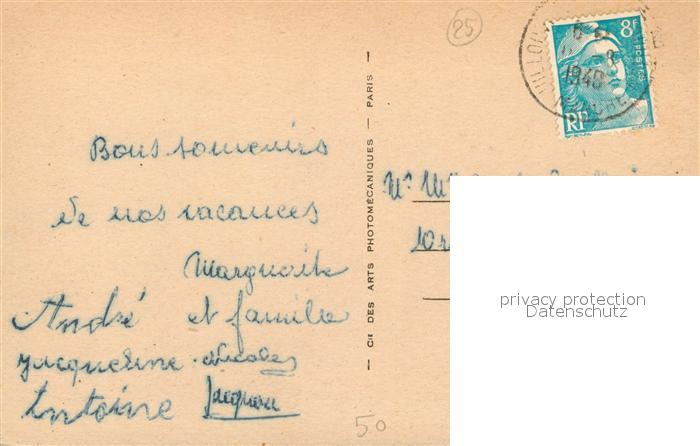 25
8F
POSTES
RF
1948
Bons souvenirs
de nos vacances
Marguerite
André et famille
Jacqueline Nicolas
Antoine Jacques
50
Cie DES ARTS PHOTOMÉCANIQUES — PARIS
privacy protection
Datenschutz